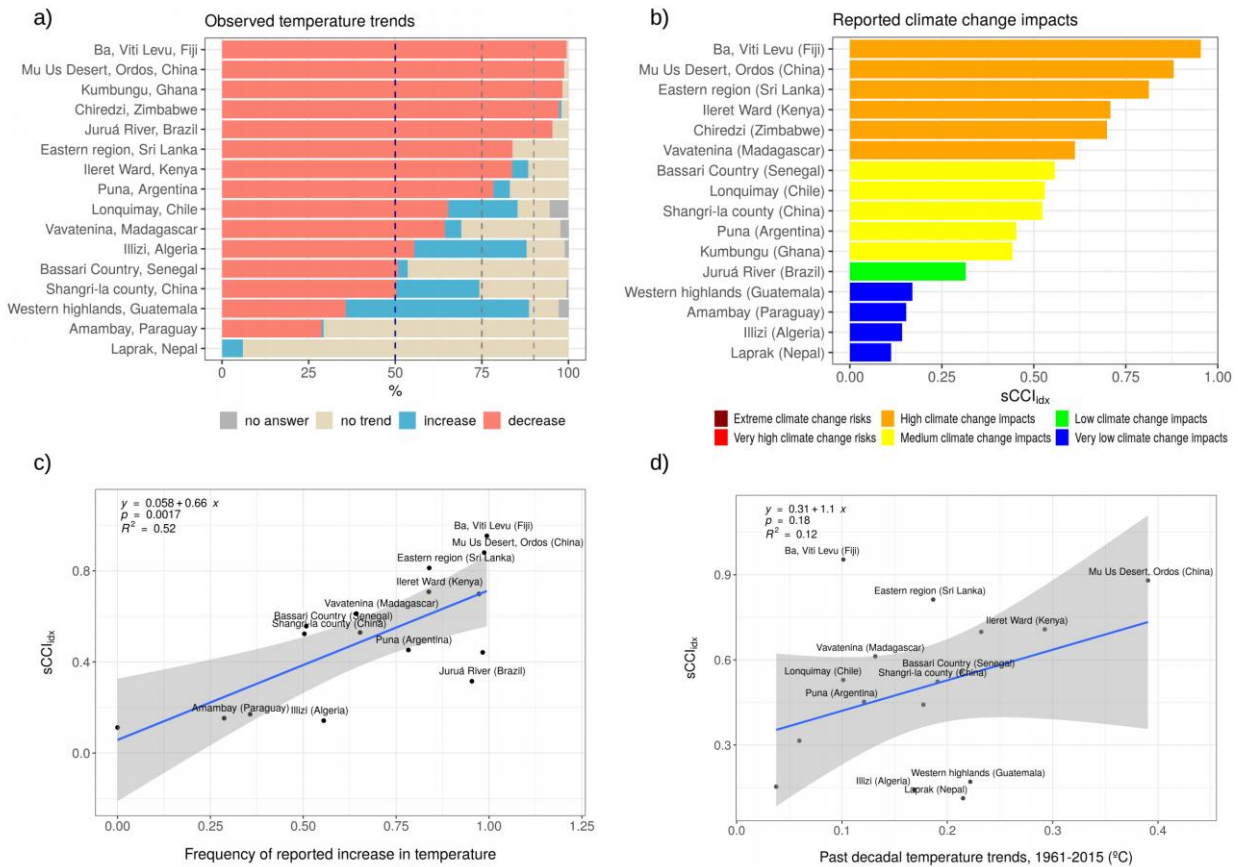 a)
Observed temperature trends
Ba, Viti Levu, Fiji
Mu Us Desert, Ordos, China
Kumbungu, Ghana
Chiredzi, Zimbabwe
Juruá River, Brazil
Eastern region, Sri Lanka
Ileret Ward, Kenya
Puna, Argentina
Lonquimay, Chile
Vavatenina, Madagascar
Illizi, Algeria
Bassari Country, Senegal
Shangri-la county, China
Western highlands, Guatemala
Amambay, Paraguay
Laprak, Nepal
0 25 50 75 100
%
no answer no trend increase decrease
b)
Reported climate change impacts
Ba, Viti Levu (Fiji)
Mu Us Desert, Ordos (China)
Eastern region (Sri Lanka)
Ileret Ward (Kenya)
Chiredzi (Zimbabwe)
Vavatenina (Madagascar)
Bassari Country (Senegal)
Lonquimay (Chile)
Shangri-la county (China)
Puna (Argentina)
Kumbungu (Ghana)
Juruá River (Brazil)
Western highlands (Guatemala)
Amambay (Paraguay)
Illizi (Algeria)
Laprak (Nepal)
0.00 0.25 0.50 0.75 1.00
sCCIidx
Extreme climate change risks High climate change impacts Low climate change impacts
Very high climate change risks Medium climate change impacts Very low climate change impacts
c)
y = 0.058 + 0.66 x
p = 0.0017
R² = 0.52
Ba, Viti Levu (Fiji)
Mu Us Desert, Ordos (China)
Eastern region (Sri Lanka)
Ileret Ward (Kenya)
Vavatenina (Madagascar)
Bassari Country (Senegal)
Shangri-la county (China)
Puna (Argentina)
Juruá River (Brazil)
Amambay (Paraguay)
Illizi (Algeria)
0.8
0.4
0.0
sCCIidx
0.00 0.25 0.50 0.75 1.00 1.25
Frequency of reported increase in temperature
d)
y = 0.31 + 1.1 x
p = 0.18
R² = 0.12
Ba, Viti Levu (Fiji)
Mu Us Desert, Ordos (China)
Eastern region (Sri Lanka)
Ileret Ward (Kenya)
Vavatenina (Madagascar)
Bassari Country (Senegal)
Lonquimay (Chile)
Shangri-la county (China)
Puna (Argentina)
Western highlands (Guatemala)
Illizi (Algeria)
Laprak (Nepal)
0.9
0.6
0.3
sCCIidx
0.0 0.1 0.2 0.3 0.4
Past decadal temperature trends, 1961-2015 (ºC)